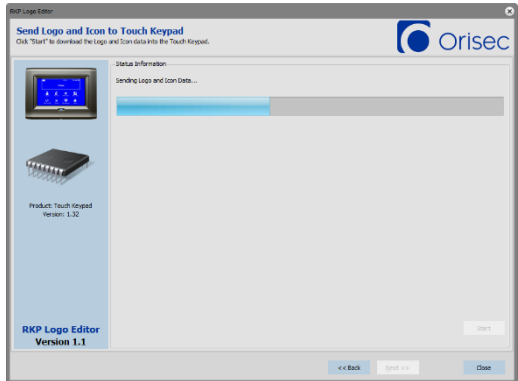 RKP Logo Editor
Send Logo and Icon to Touch Keypad
Click "Start" to download the Logo and Icon data into the Touch Keypad.
Orisec
Status Information
Sending Logo and Icon Data...
Product: Touch Keypad
Version: 1.32
RKP Logo Editor
Version 1.1
Start
<< Back
Next >>
Close